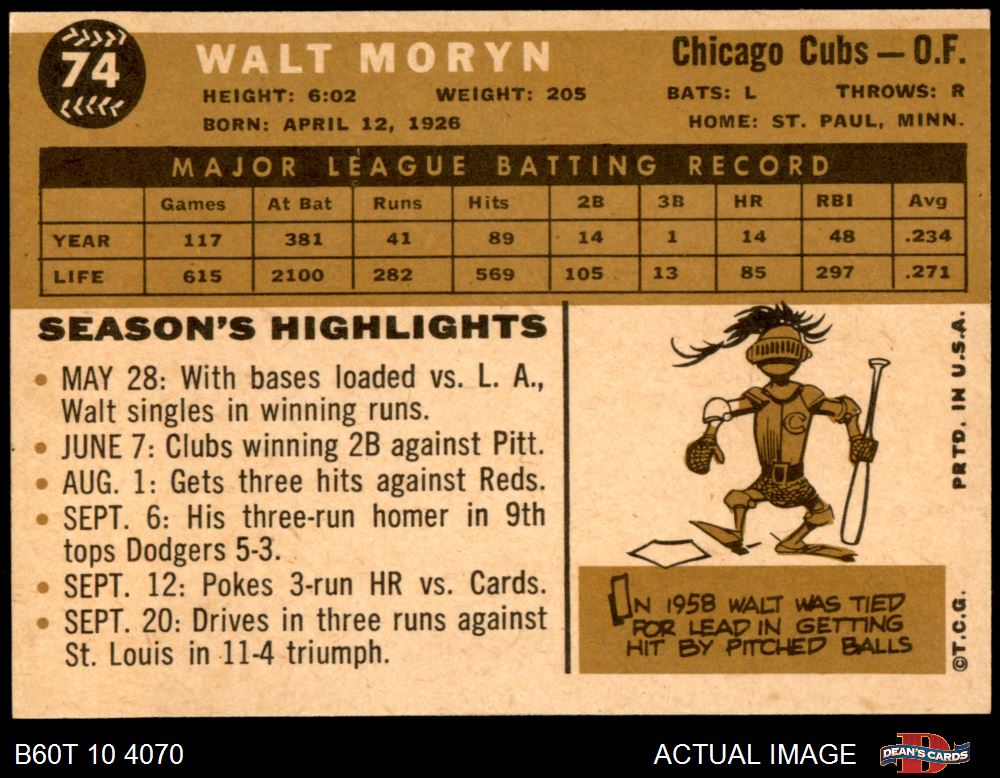 74
WALT MORYN
Chicago Cubs — O.F.
HEIGHT: 6:02 WEIGHT: 205 BATS: L THROWS: R
BORN: APRIL 12, 1926 HOME: ST. PAUL, MINN.
MAJOR LEAGUE BATTING RECORD
Games At Bat Runs Hits 2B 3B HR RBI Avg
YEAR 117 381 41 89 14 1 14 48 .234
LIFE 615 2100 282 569 105 13 85 297 .271
SEASON'S HIGHLIGHTS
• MAY 28: With bases loaded vs. L. A.,
Walt singles in winning runs.
• JUNE 7: Clubs winning 2B against Pitt.
• AUG. 1: Gets three hits against Reds.
• SEPT. 6: His three-run homer in 9th
tops Dodgers 5-3.
• SEPT. 12: Pokes 3-run HR vs. Cards.
• SEPT. 20: Drives in three runs against
St. Louis in 11-4 triumph.
C
IN 1958 WALT WAS TIED
FOR LEAD IN GETTING
HIT BY PITCHED BALLS
PRTD. IN U.S.A.
©T.C.G.
B60T 10 4070
ACTUAL IMAGE
D
DEAN'S CARDS